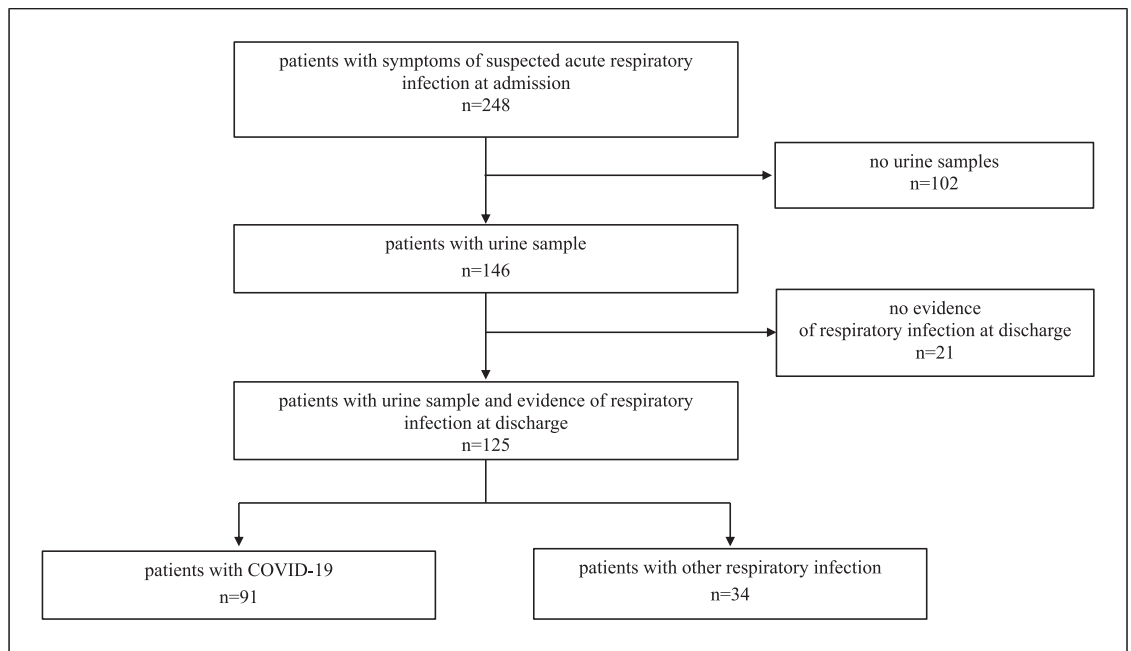 patients with symptoms of suspected acute respiratory
infection at admission
n=248
no urine samples
n=102
patients with urine sample
n=146
no evidence
of respiratory infection at discharge
n=21
patients with urine sample and evidence of respiratory
infection at discharge
n=125
patients with COVID-19
n=91
patients with other respiratory infection
n=34